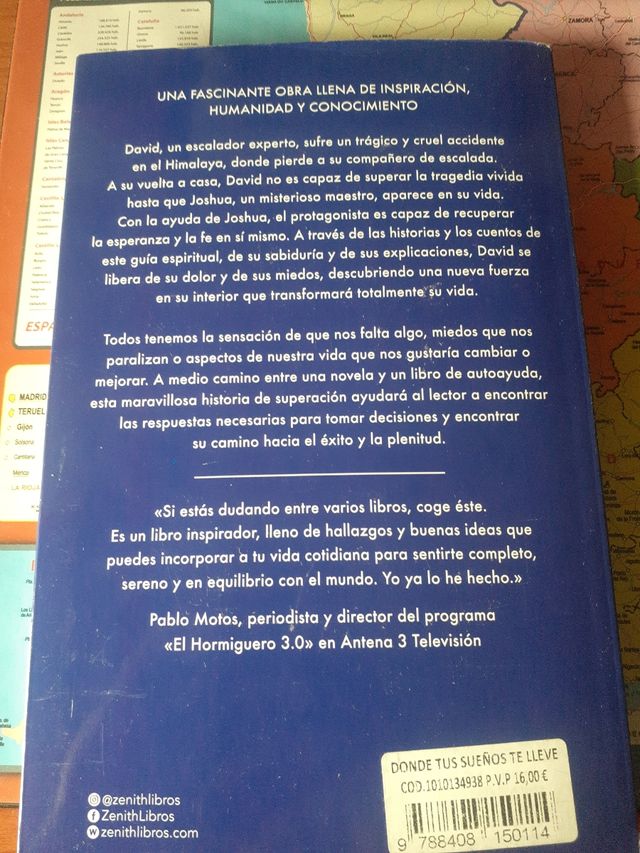 UNA FASCINANTE OBRA LLENA DE INSPIRACIÓN,
HUMANIDAD Y CONOCIMIENTO
David, un escalador experto, sufre un trágico y cruel accidente
en el Himalaya, donde pierde a su compañero de escalada.
A su vuelta a casa, David no es capaz de superar la tragedia vivida
hasta que Joshua, un misterioso maestro, aparece en su vida.
Con la ayuda de Joshua, el protagonista es capaz de recuperar
la esperanza y la fe en sí mismo. A través de las historias y los cuentos de
este guía espiritual, de su sabiduría y de sus explicaciones, David se
libera de su dolor y de sus miedos, descubriendo una nueva fuerza
en su interior que transformará totalmente su vida.
Todos tenemos la sensación de que nos falta algo, miedos que nos
paralizan o aspectos de nuestra vida que nos gustaría cambiar o
mejorar. A medio camino entre una novela y un libro de autoayuda,
esta maravillosa historia de superación ayudará al lector a encontrar
las respuestas necesarias para tomar decisiones y encontrar
su camino hacia el éxito y la plenitud.
«Si estás dudando entre varios libros, coge éste.
Es un libro inspirador, lleno de hallazgos y buenas ideas que
puedes incorporar a tu vida cotidiana para sentirte completo,
sereno y en equilibrio con el mundo. Yo ya lo he hecho.»
Pablo Motos, periodista y director del programa
«El Hormiguero 3.0» en Antena 3 Televisión
@zenithlibros
ZenithLibros
zenithlibros.com
DONDE TUS SUEÑOS TE LLEVE
COD.1010134938 P.V.P 16,00 €
9 788408 150114
Andalucía
Cataluña
Aragón
ESPA
MADRID
TERUEL
Gijón
Solsona
Cantiliana
Mérica
LA RIOJA
BRAGA
ZAMORA